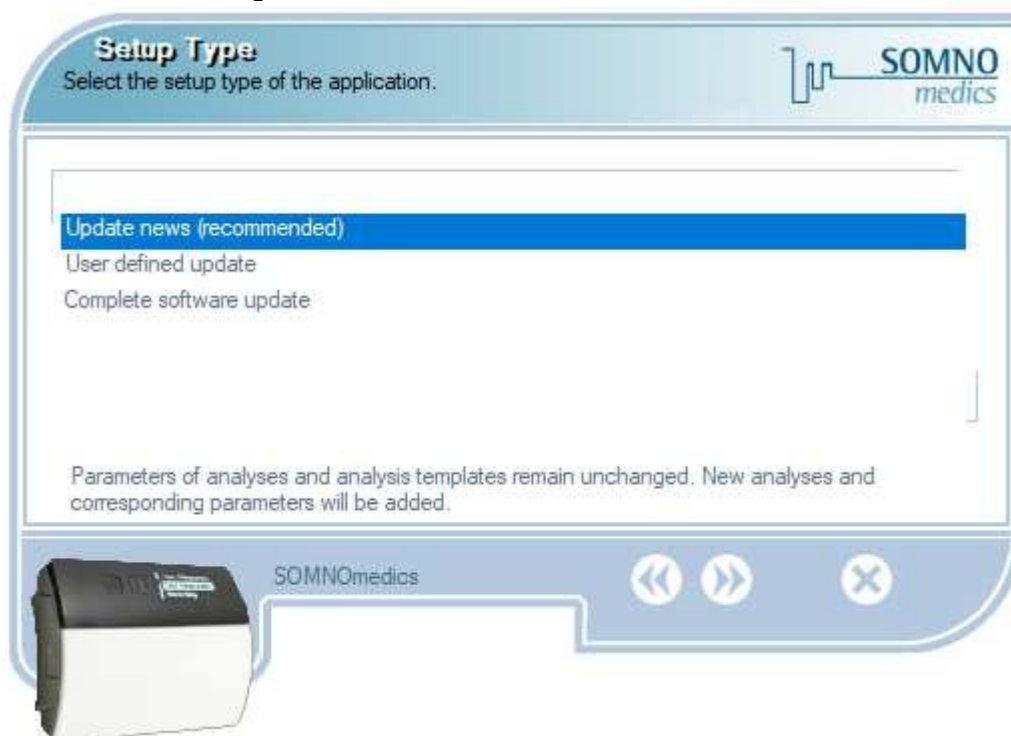 Setup Type
Select the setup type of the application.
SOMNO
medics
Update news (recommended)
User defined update
Complete software update
Parameters of analyses and analysis templates remain unchanged. New analyses and
corresponding parameters will be added.
SOMNOmedics